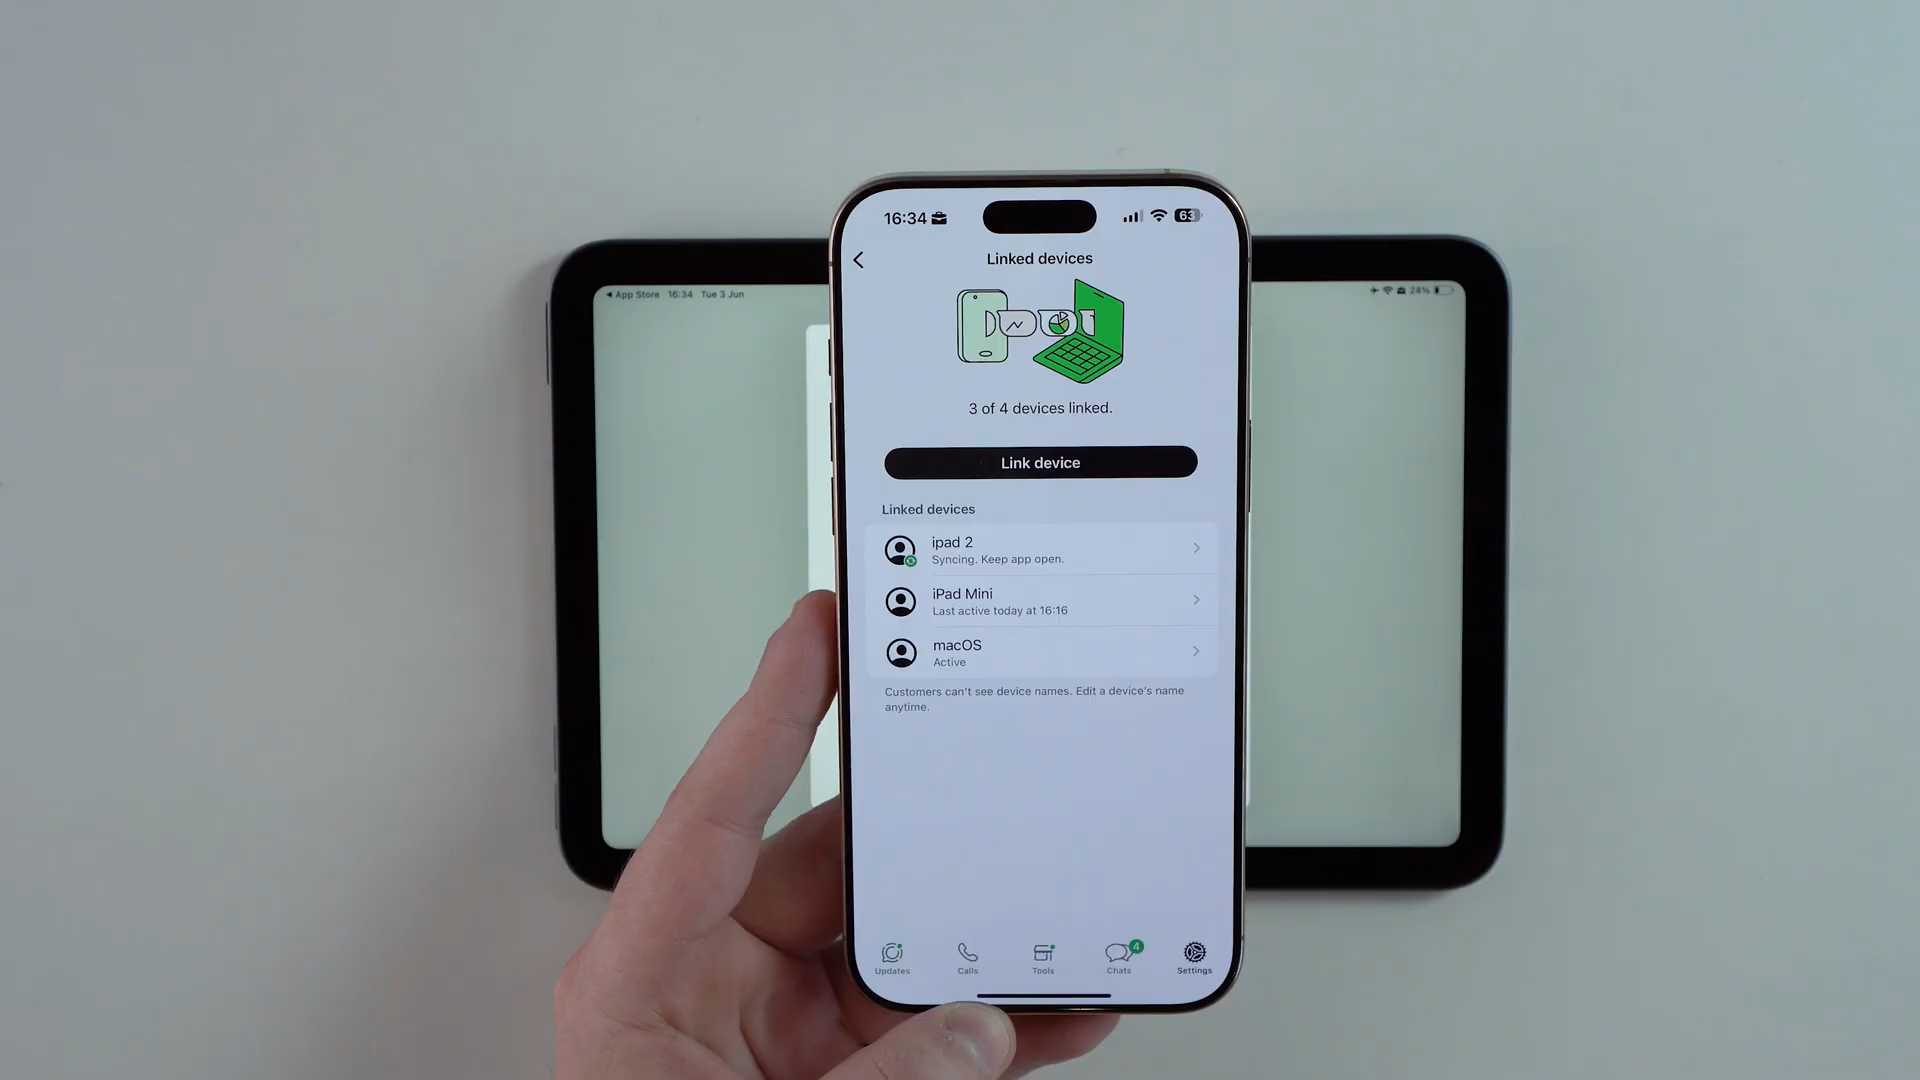 ◀ App Store 16:34 Tue 3 Jun
24%
16:34
63
Linked devices
3 of 4 devices linked.
Link device
Linked devices
ipad 2
Syncing. Keep app open.
iPad Mini
Last active today at 16:16
macOS
Active
Customers can't see device names. Edit a device's name
anytime.
4
Updates Calls Tools Chats Settings